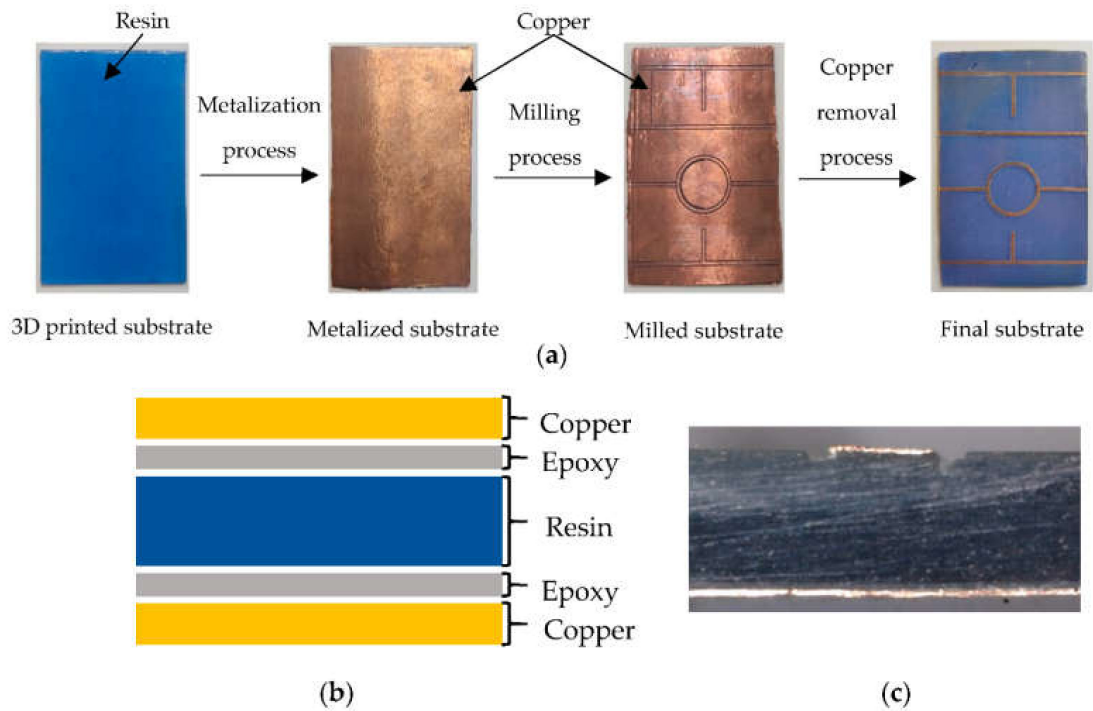 Resin
Copper
Metalization
process
Milling
process
Copper
removal
process
3D printed substrate
Metalized substrate
Milled substrate
Final substrate
(a)
Copper
Epoxy
Resin
Epoxy
Copper
(b)
(c)